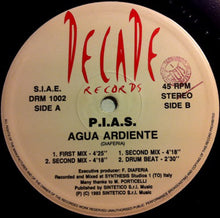 DECADE
RECORDS
S.I.A.E.
DRM 1002
SIDE A
45 RPM
STEREO
SIDE B
P.I.A.S.
AGUA ARDIENTE
(DIAFERIA)
1) FIRST MIX - 4'25"
2) SECOND MIX - 4'18"
1) SECOND MIX - 4'18"
2) DRUM BEAT - 2'30"
Executive producer: F. DIAFERIA
Recorded and Mixed at SYNTHESIS Studios 1 (TO) Italy
Many thanks to M. PORTICELLI
Published by SINTETICO S.r.l. Music
(P) (C) 1993 SINTETICO S.r.l. Music